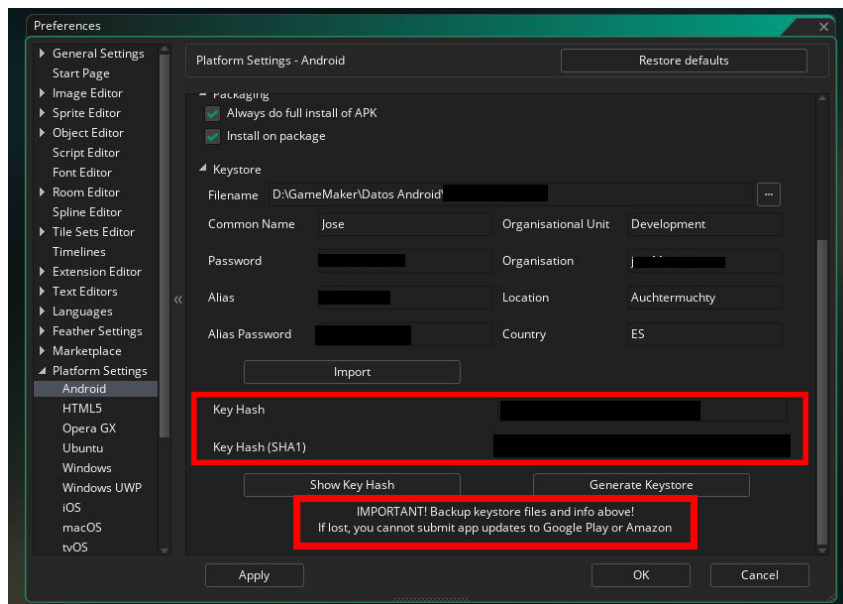 Preferences
General Settings
Start Page
Image Editor
Sprite Editor
Object Editor
Script Editor
Font Editor
Room Editor
Spline Editor
Tile Sets Editor
Timelines
Extension Editor
Text Editors
Languages
Feather Settings
Marketplace
Platform Settings
Android
HTML5
Opera GX
Ubuntu
Windows
Windows UWP
iOS
macOS
tvOS
Platform Settings - Android
Restore defaults
Packaging
Always do full install of APK
Install on package
Keystore
Filename D:\GameMaker\Datos Android\
...
Common Name Jose Organisational Unit Development
Password Organisation
Alias Location Auchtermuchty
Alias Password Country ES
Import
Key Hash
Key Hash (SHA1)
Show Key Hash Generate Keystore
IMPORTANT! Backup keystore files and info above!
If lost, you cannot submit app updates to Google Play or Amazon
Apply OK Cancel